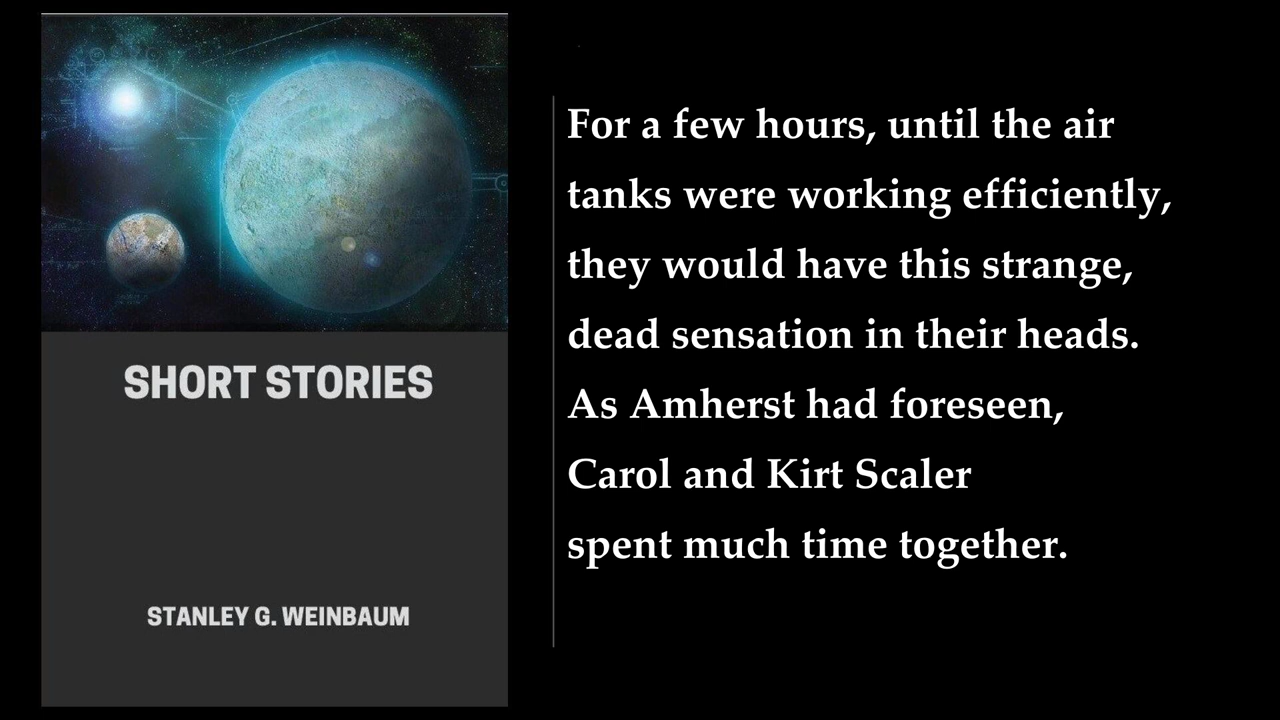 SHORT STORIES
STANLEY G. WEINBAUM
For a few hours, until the air
tanks were working efficiently,
they would have this strange,
dead sensation in their heads.
As Amherst had foreseen,
Carol and Kirt Scaler
spent much time together.